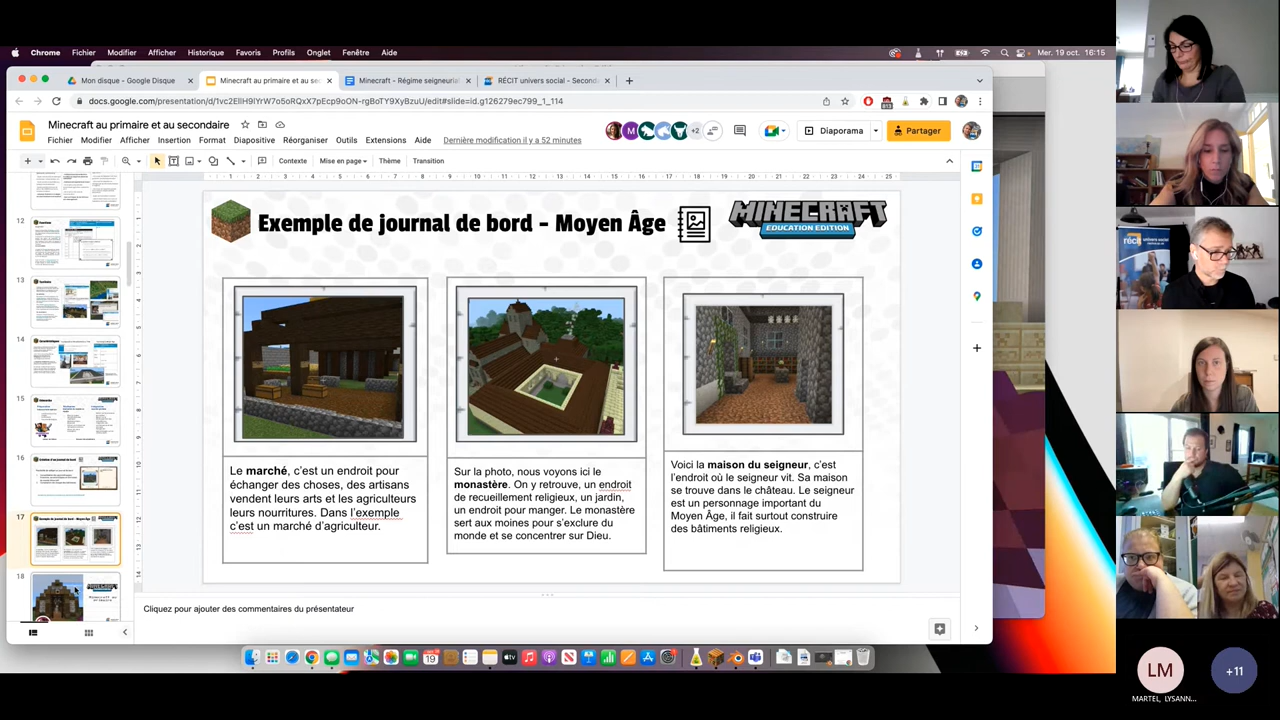 Chrome Fichier Modifier Afficher Historique Favoris Profils Onglet Fenêtre Aide Mer. 19 oct. 16:15
Mon disque - Google Disque Minecraft au primaire et au sec Minecraft - Régime seigneurial RÉCIT univers social - Second
docs.google.com/presentation/d/1vc2EllH9lYrW7o5oRQxX7pEcp9oON-rgBoTY9XyBzuU/edit#slide=id.g126279ec799_1_114
Minecraft au primaire et au secondaire
M +2 Diaporama Partager
Fichier Modifier Afficher Insertion Format Diapositive Réorganiser Outils Extensions Aide Dernière modification il y a 52 minutes
Contexte Mise en page Thème Transition
12
13
14
15
16
17
18
Exemple de journal de bord - Moyen Âge
MINECRAFT
EDUCATION EDITION
Le marché, c'est un endroit pour
échanger des choses, des artisans
vendent leurs arts et les agriculteurs
leurs nourritures. Dans l'exemple
c'est un marché d'agriculteur.
Sur la photo, nous voyons ici le
monastère. On y retrouve, un endroit
de recueillement religieux, un jardin,
un endroit pour manger. Le monastère
sert aux moines pour s'exclure du
monde et se concentrer sur Dieu.
Voici la maison du seigneur, c'est
l'endroit où le seigneur vit. Sa maison
se trouve dans le château. Le seigneur
est un personnage important du
Moyen Âge, il fait surtout construire
des bâtiments religieux.
Cliquez pour ajouter des commentaires du présentateur
récit univers social
LM
+11
MARTEL, LYSANN...